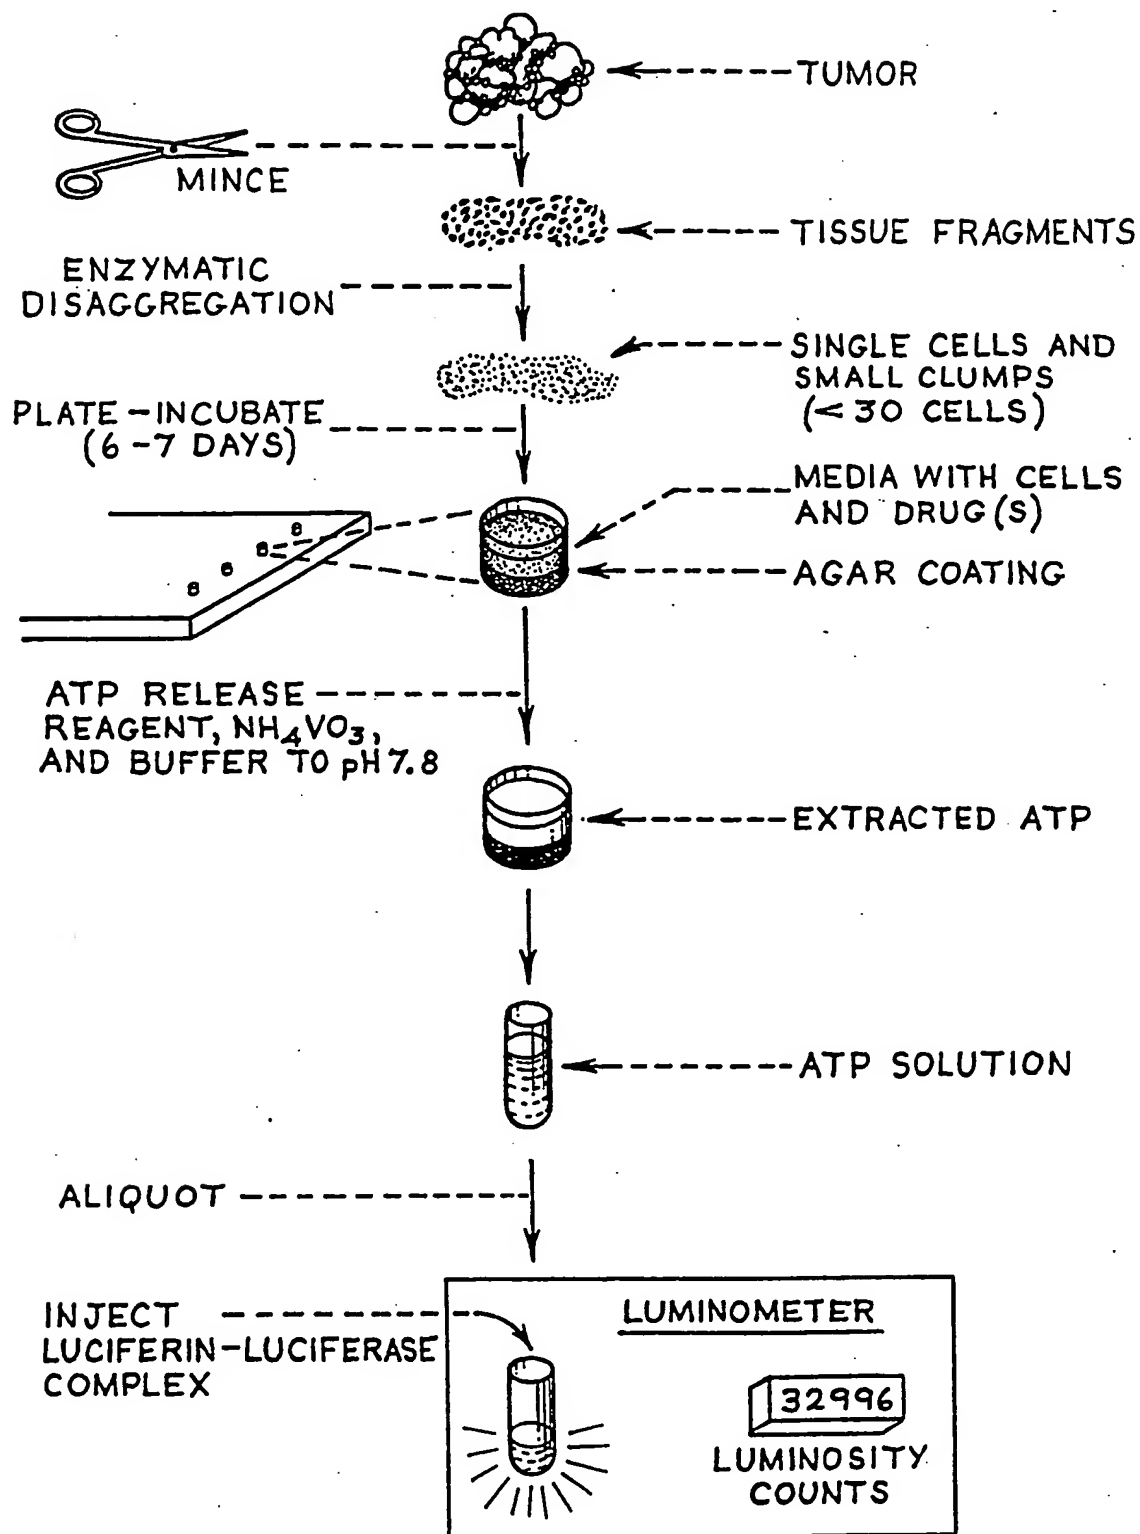 TUMOR
MINCE
TISSUE FRAGMENTS
ENZYMATIC
DISAGGREGATION
SINGLE CELLS AND
SMALL CLUMPS
(< 30 CELLS)
PLATE-INCUBATE
(6-7 DAYS)
MEDIA WITH CELLS
AND DRUG(S)
AGAR COATING
ATP RELEASE
REAGENT, NH₄VO₃,
AND BUFFER TO pH 7.8
EXTRACTED ATP
ATP SOLUTION
ALIQUOT
INJECT
LUCIFERIN-LUCIFERASE
COMPLEX
LUMINOMETER
32996
LUMINOSITY
COUNTS